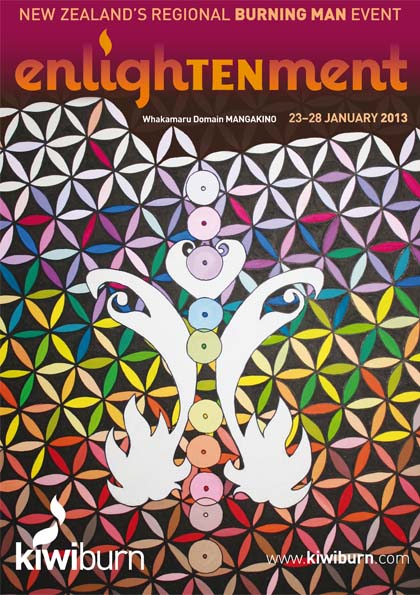 NEW ZEALAND'S REGIONAL BURNING MAN EVENT
enlighTENment
Whakamaru Domain MANGAKINO 23–28 JANUARY 2013
kiwiburn
www.kiwiburn.com